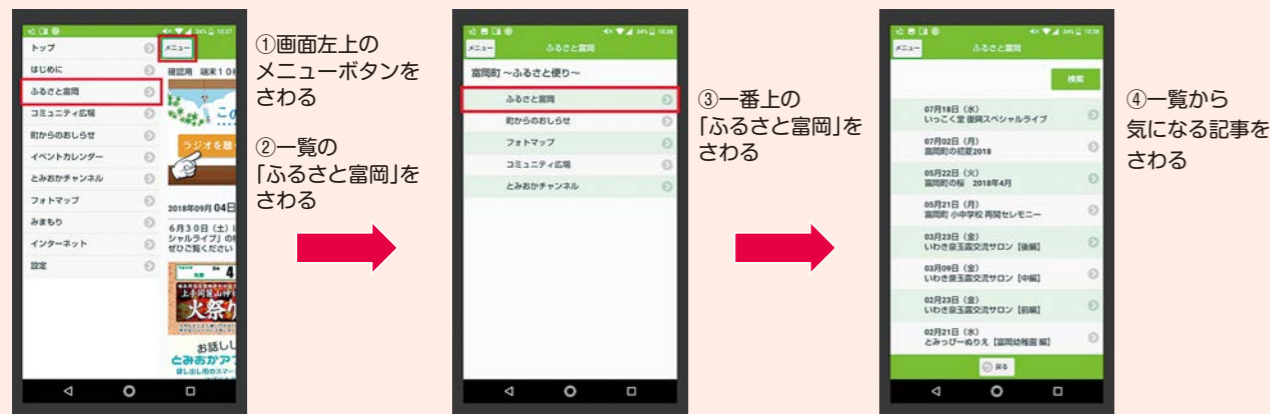 トップ
はじめに
ふるさと富岡
コミュニティ広場
町からのおしらせ
イベントカレンダー
とみおかチャンネル
フォトマップ
みまもり
インターネット
設定
メニュー
確認用 端末10
この
ラジオを聴
2018年09月04日
6月30日(土)
シャルライブ」の
ぜひご覧ください
4
火祭り
お話し
とみおかア
①画面左上の
メニューボタンを
さわる
②一覧の
「ふるさと富岡」を
さわる
メニュー
ふるさと富岡
富岡町~ふるさと便り~
ふるさと富岡
町からのおしらせ
フォトマップ
コミュニティ広場
とみおかチャンネル
③一番上の
「ふるさと富岡」を
さわる
メニュー
ふるさと富岡
検索
07月18日(水)
いっこく堂 復興スペシャルライブ
07月02日(月)
富岡町の初夏2018
05月22日(火)
富岡町の桜 2018年4月
05月21日(月)
富岡町 小中学校 再開セレモニー
03月23日(金)
いわき泉玉露交流サロン【後編】
03月09日(金)
いわき泉玉露交流サロン【中編】
02月23日(金)
いわき泉玉露交流サロン【前編】
02月21日(水)
とみっぴーぬりえ【富岡幼稚園 編】
戻る
④一覧から
気になる記事を
さわる